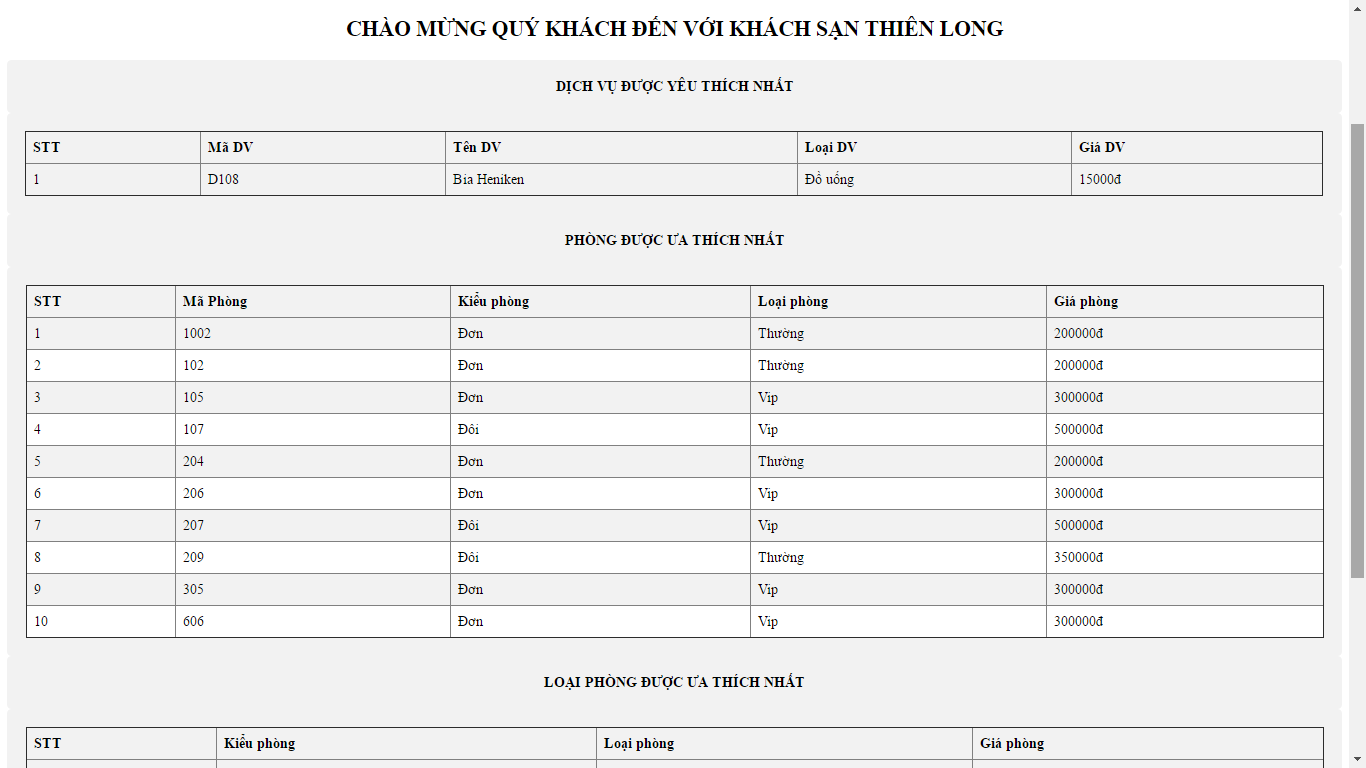 CHÀO MỪNG QUÝ KHÁCH ĐẾN VỚI KHÁCH SẠN THIÊN LONG
DỊCH VỤ ĐƯỢC YÊU THÍCH NHẤT
STT Mã DV Tên DV Loại DV Giá DV
1 D108 Bia Heniken Đồ uống 15000đ
PHÒNG ĐƯỢC ƯA THÍCH NHẤT
STT Mã Phòng Kiểu phòng Loại phòng Giá phòng
1 1002 Đơn Thường 200000đ
2 102 Đơn Thường 200000đ
3 105 Đơn Vip 300000đ
4 107 Đôi Vip 500000đ
5 204 Đơn Thường 200000đ
6 206 Đơn Vip 300000đ
7 207 Đôi Vip 500000đ
8 209 Đôi Thường 350000đ
9 305 Đơn Vip 300000đ
10 606 Đơn Vip 300000đ
LOẠI PHÒNG ĐƯỢC ƯA THÍCH NHẤT
STT Kiểu phòng Loại phòng Giá phòng